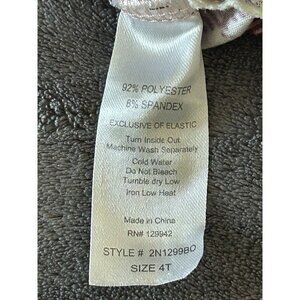 92% POLYESTER
8% SPANDEX
EXCLUSIVE OF ELASTIC
Turn Inside Out
Machine Wash Separately
Cold Water
Do Not Bleach
Tumble dry Low
Iron Low Heat
Made in China
RN# 129942
STYLE # 2N1299BO
SIZE 4T